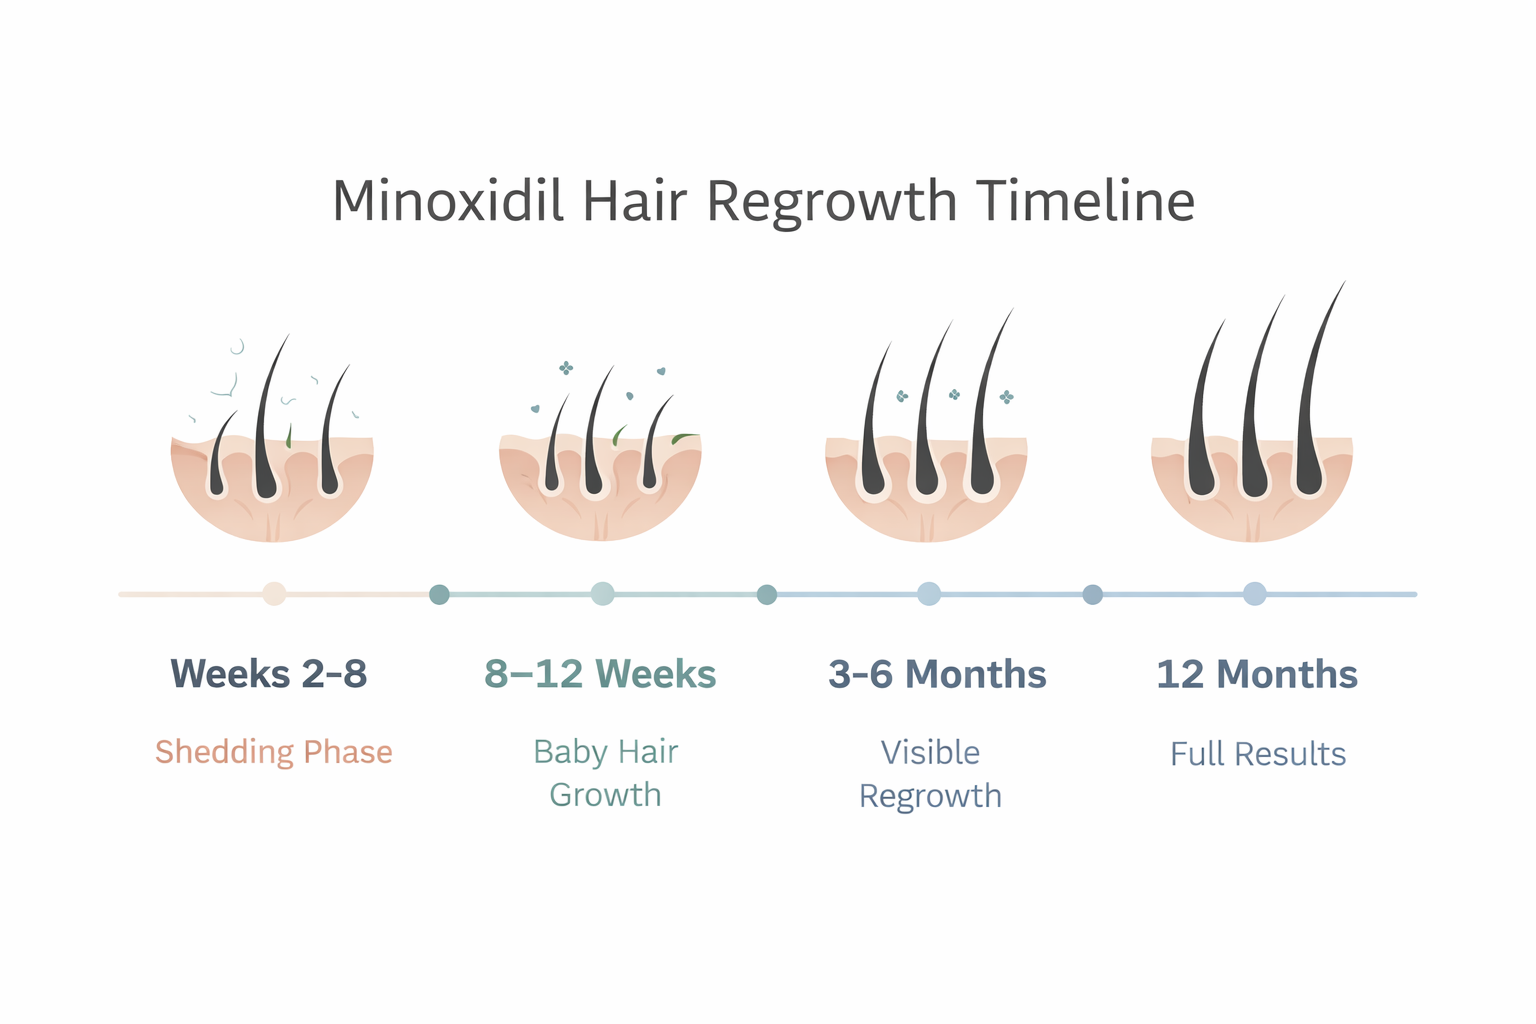 Minoxidil Hair Regrowth Timeline
Weeks 2-8
Shedding Phase
8–12 Weeks
Baby Hair
Growth
3-6 Months
Visible
Regrowth
12 Months
Full Results